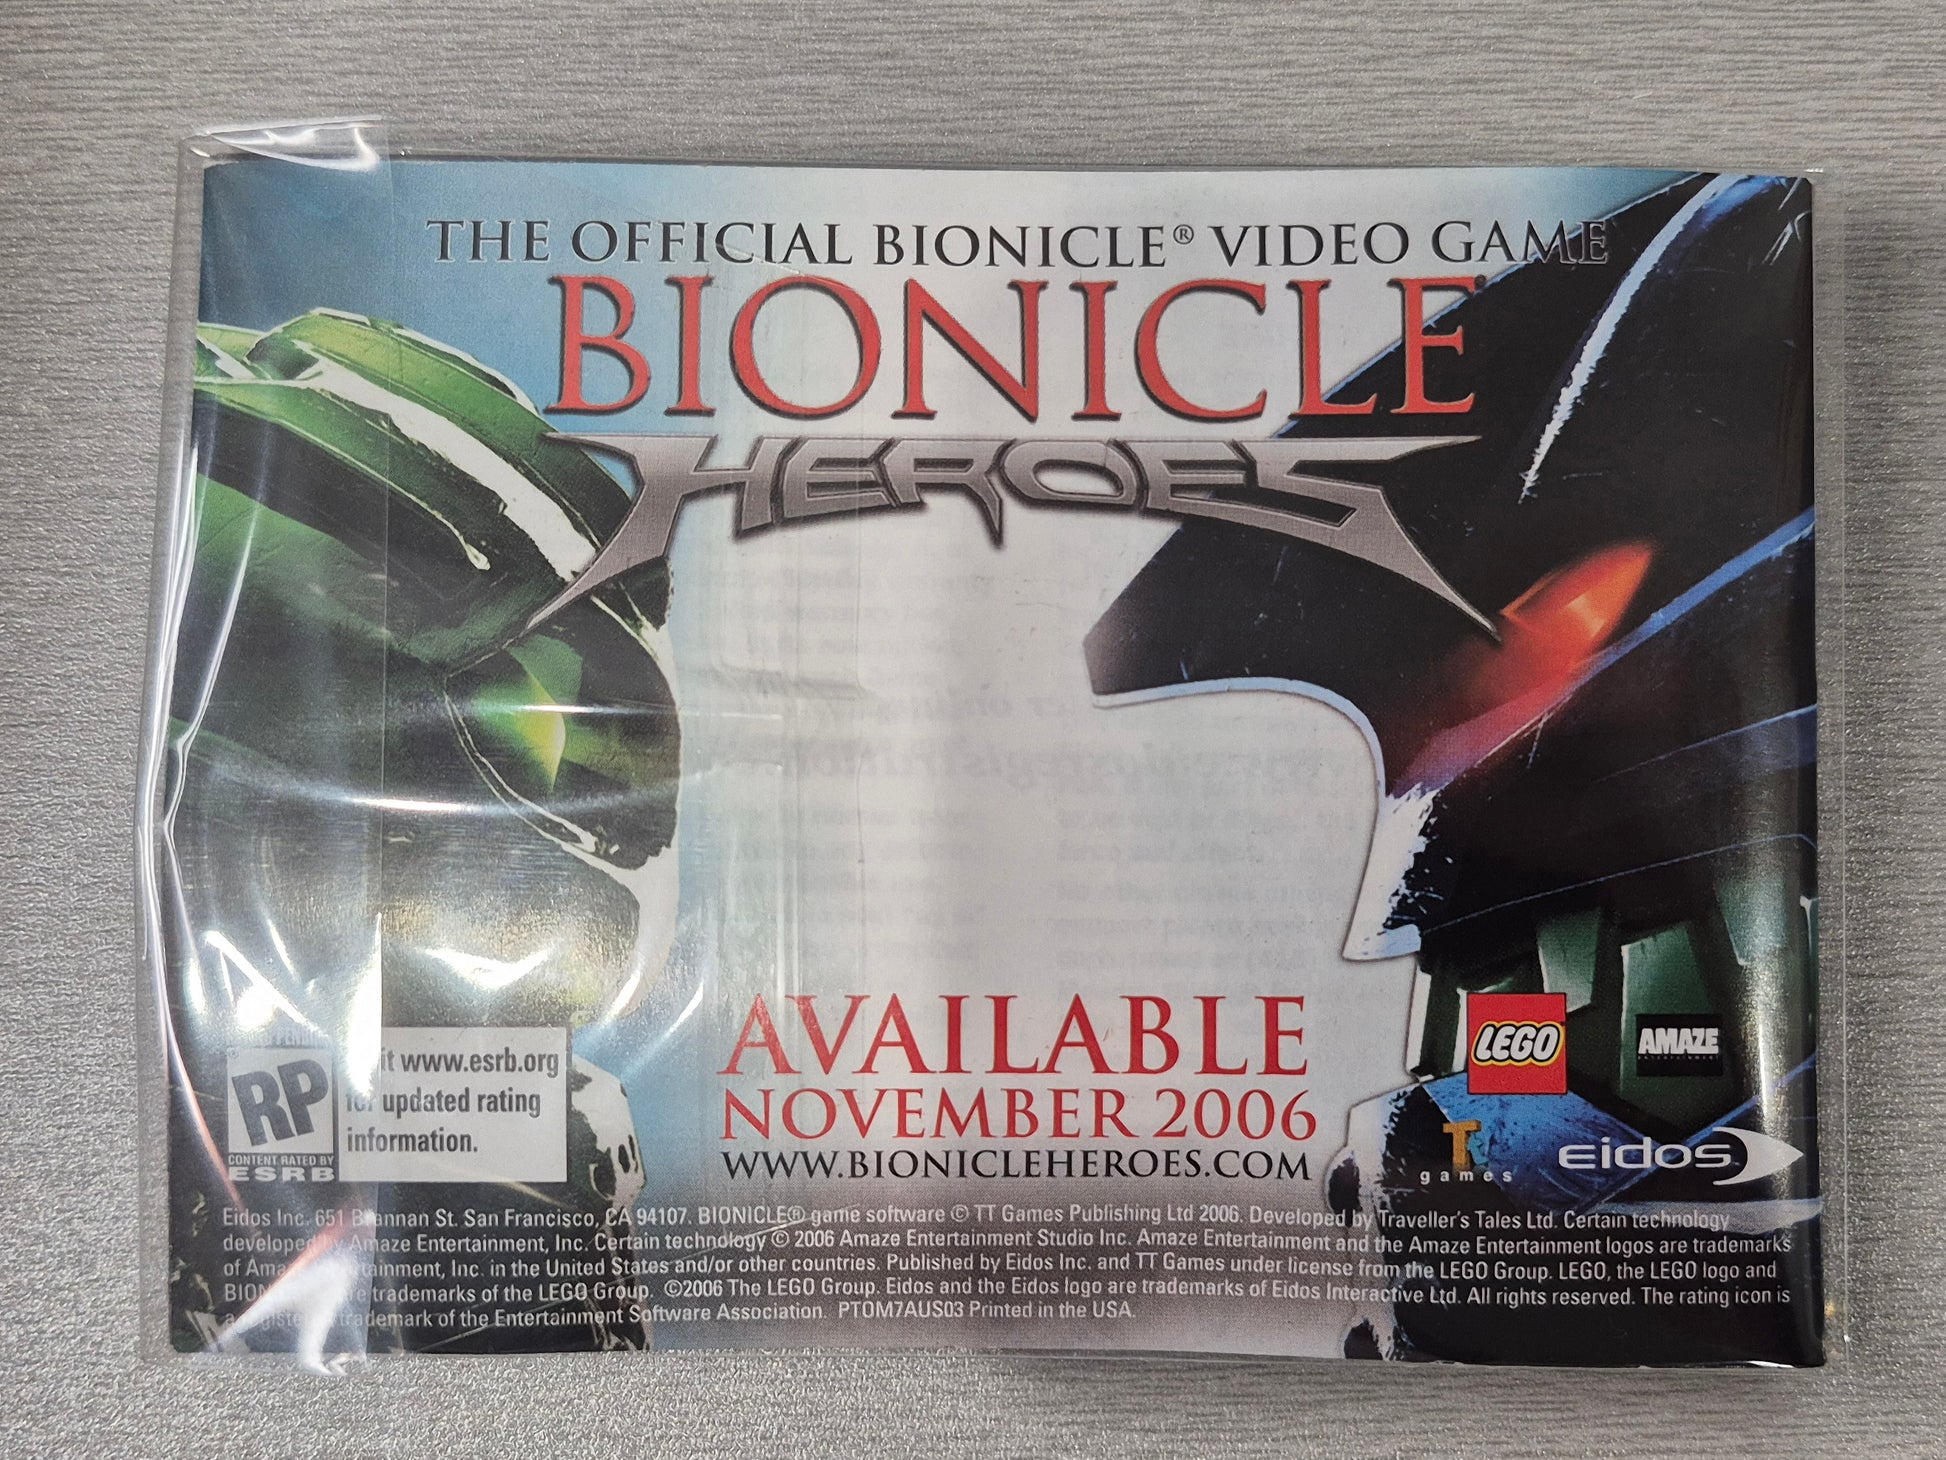 THE OFFICIAL BIONICLE® VIDEO GAME
BIONICLE®
HEROES
RP
CONTENT RATED BY
ESRB
www.esrb.org
for updated rating
information.
AVAILABLE
NOVEMBER 2006
WWW.BIONICLEHEROES.COM
LEGO
AMAZE
ENTERTAINMENT
T
games
eidos
Eidos Inc. 651 Brannan St. San Francisco, CA 94107. BIONICLE® game software © TT Games Publishing Ltd 2006. Developed by Traveller's Tales Ltd. Certain technology
developed by Amaze Entertainment, Inc. Certain technology © 2006 Amaze Entertainment Studio Inc. Amaze Entertainment and the Amaze Entertainment logos are trademarks
of Amaze Entertainment, Inc. in the United States and/or other countries. Published by Eidos Inc. and TT Games under license from the LEGO Group. LEGO, the LEGO logo and
trademarks of the LEGO Group. ©2006 The LEGO Group. Eidos and the Eidos logo are trademarks of Eidos Interactive Ltd. All rights reserved. The rating icon is
a trademark of the Entertainment Software Association. PTOM7AUS03 Printed in the USA.